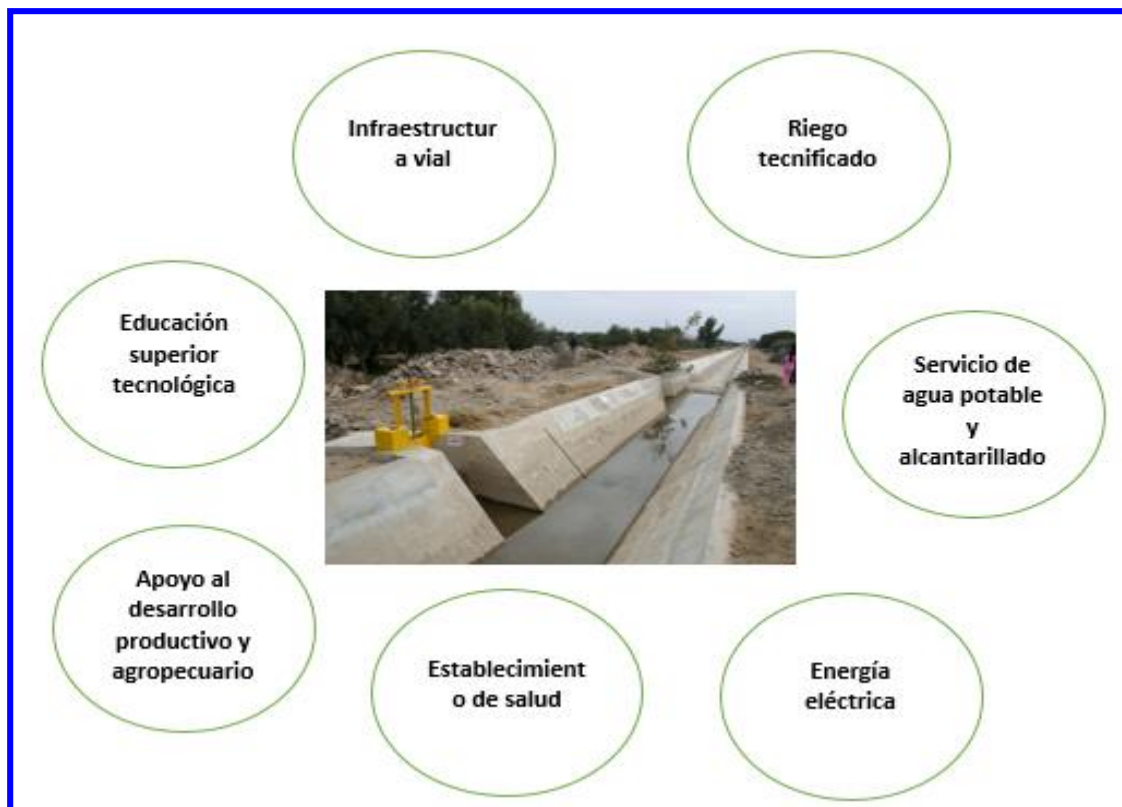 Infraestructur
a vial
Riego
tecnificado
Educación
superior
tecnológica
Servicio de
agua potable
y
alcantarillado
Apoyo al
desarrollo
productivo y
agropecuario
Establecimient
o de salud
Energía
eléctrica